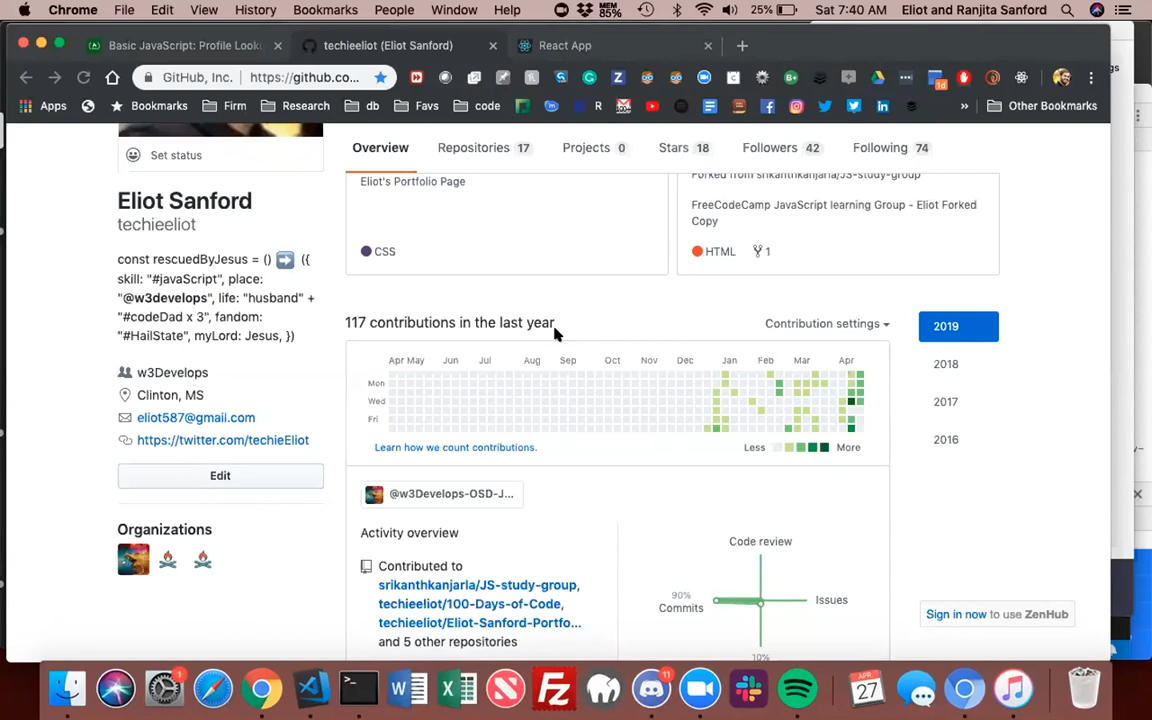 Chrome File Edit View History Bookmarks People Window Help MEM 85% 25% Sat 7:40 AM Eliot and Ranjita Sanford
Basic JavaScript: Profile Look techieeliot (Eliot Sanford) React App
GitHub, Inc. https://github.co...
Apps Bookmarks Firm Research db Favs code R YouTube Other Bookmarks
Set status
Overview Repositories 17 Projects 0 Stars 18 Followers 42 Following 74
Eliot's Portfolio Page
Forked from srikanthkanjarla/JS-study-group
FreeCodeCamp JavaScript learning Group - Eliot Forked
Copy
CSS
HTML 1
Eliot Sanford
techieeliot
const rescuedByJesus = () ➡ ({
skill: "#javaScript", place:
"@w3develops", life: "husband" +
"#codeDad x 3", fandom:
"#HailState", myLord: Jesus, })
w3Develops
Clinton, MS
eliot587@gmail.com
https://twitter.com/techieEliot
Edit
Organizations
117 contributions in the last year
Contribution settings
2019
2018
2017
2016
Apr May Jun Jul Aug Sep Oct Nov Dec Jan Feb Mar Apr
Mon
Wed
Fri
Learn how we count contributions.
Less More
@w3Develops-OSD-J...
Activity overview
Contributed to
srikanthkanjarla/JS-study-group,
techieeliot/100-Days-of-Code,
techieeliot/Eliot-Sanford-Portfo...
and 5 other repositories
Code review
90%
Commits
Issues
10%
Sign in now to use ZenHub
1
11
APR
27